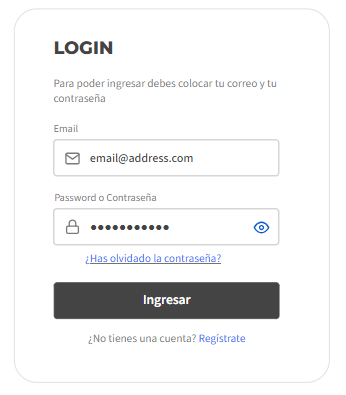 LOGIN
Para poder ingresar debes colocar tu correo y tu
contraseña
Email
email@address.com
Password o Contraseña
●●●●●●●●●●●
¿Has olvidado la contraseña?
Ingresar
¿No tienes una cuenta? Regístrate